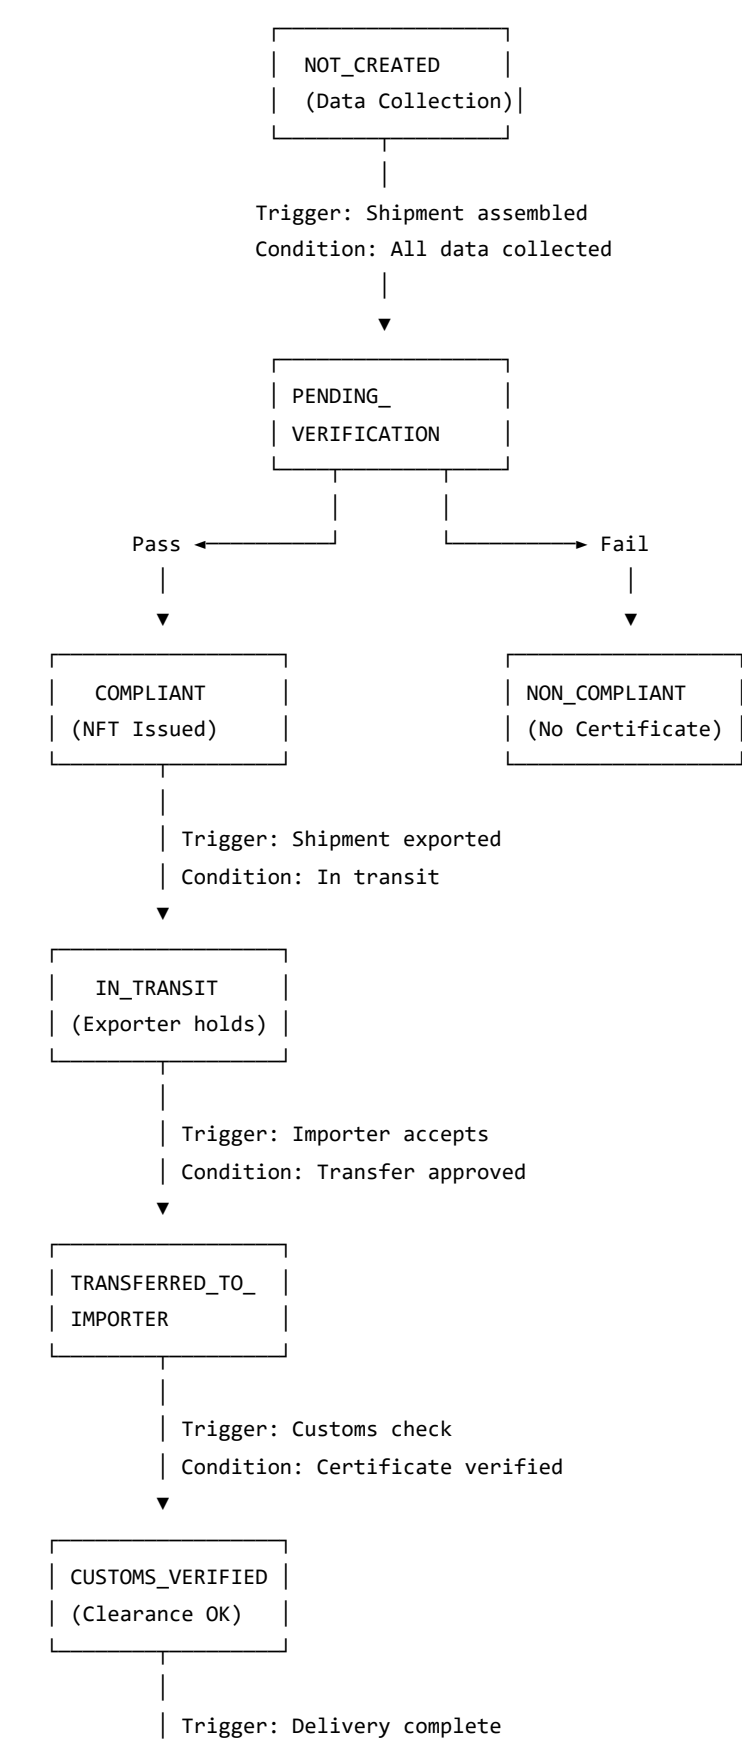 NOT_CREATED
(Data Collection)
Trigger: Shipment assembled
Condition: All data collected
PENDING_
VERIFICATION
Pass
Fail
COMPLIANT
(NFT Issued)
NON_COMPLIANT
(No Certificate)
Trigger: Shipment exported
Condition: In transit
IN_TRANSIT
(Exporter holds)
Trigger: Importer accepts
Condition: Transfer approved
TRANSFERRED_TO_
IMPORTER
Trigger: Customs check
Condition: Certificate verified
CUSTOMS_VERIFIED
(Clearance OK)
Trigger: Delivery complete